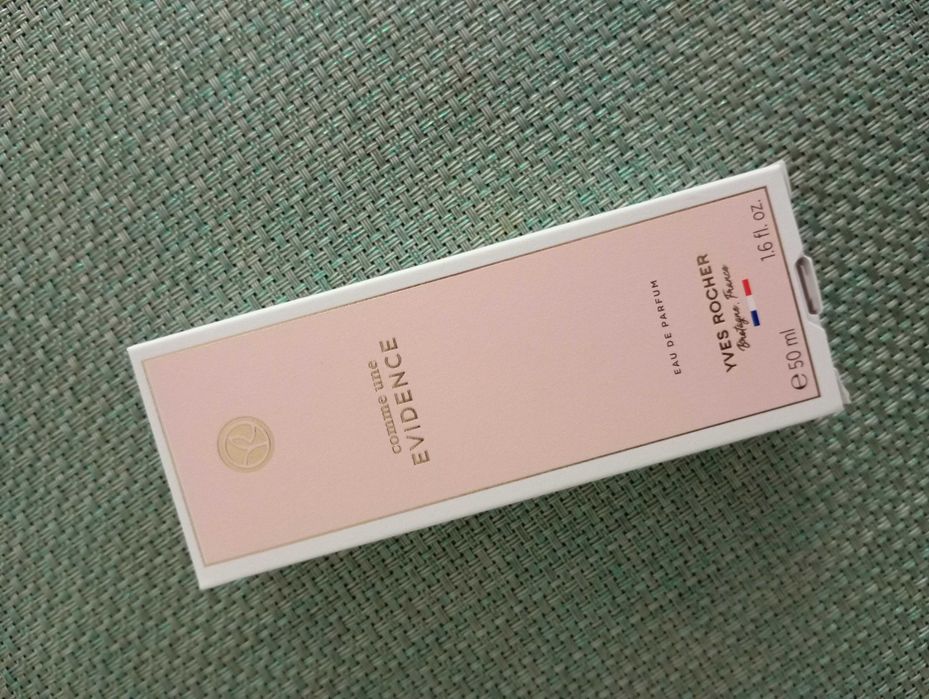 comme une
EVIDENCE
EAU DE PARFUM
YVES ROCHER
Bretagne, France
e 50 ml 1.6 fl. oz.